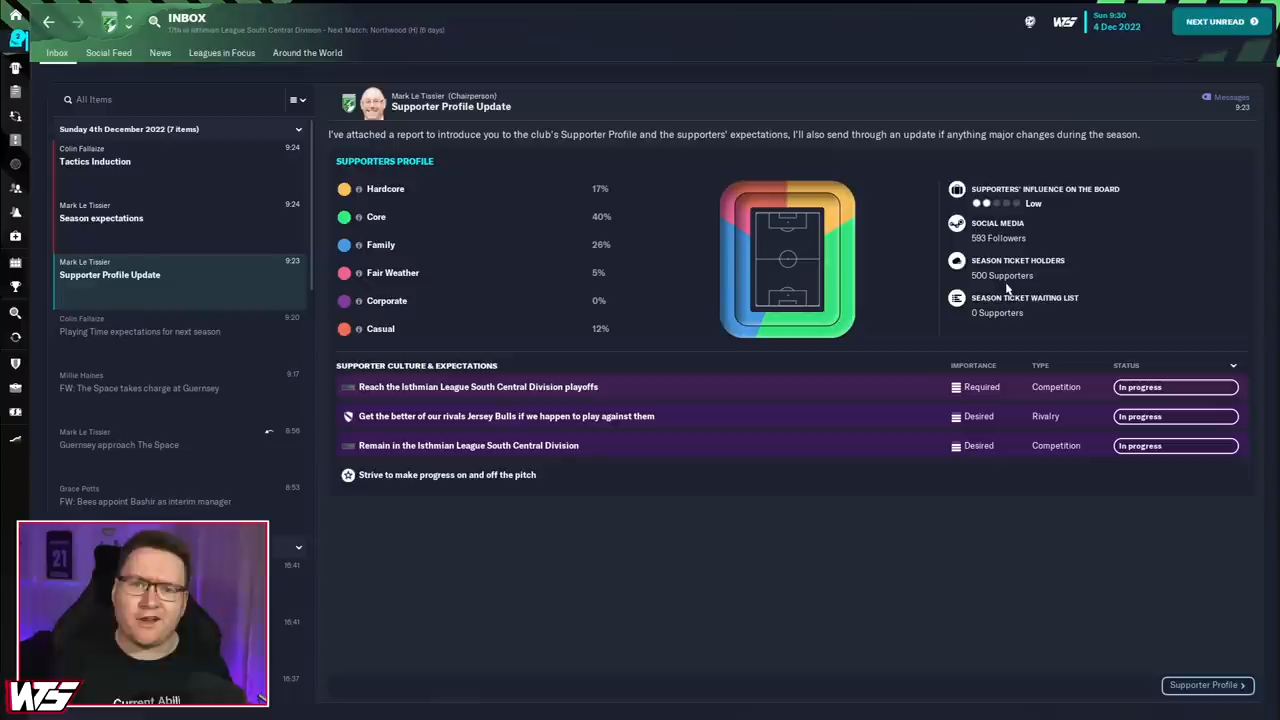 INBOX
17th in Isthmian League South Central Division - Next Match: Northwood (H) (6 days)
WTS
Sun 9:30
4 Dec 2022
NEXT UNREAD
Inbox
Social Feed
News
Leagues in Focus
Around the World
All Items
Sunday 4th December 2022 (7 items)
Colin Fallaize
9:24
Tactics Induction
Mark Le Tissier
9:24
Season expectations
Mark Le Tissier
9:23
Supporter Profile Update
Colin Fallaize
9:20
Playing Time expectations for next season
Millie Haines
9:17
FW: The Space takes charge at Guernsey
Mark Le Tissier
8:56
Guernsey approach The Space
Grace Potts
8:53
FW: Bees appoint Bashir as interim manager
16:41
16:41
16:37
Mark Le Tissier (Chairperson)
Supporter Profile Update
Messages
9:23
I've attached a report to introduce you to the club's Supporter Profile and the supporters' expectations, I'll also send through an update if anything major changes during the season.
SUPPORTERS PROFILE
Hardcore 17%
Core 40%
Family 26%
Fair Weather 5%
Corporate 0%
Casual 12%
SUPPORTERS' INFLUENCE ON THE BOARD
Low
SOCIAL MEDIA
593 Followers
SEASON TICKET HOLDERS
500 Supporters
SEASON TICKET WAITING LIST
0 Supporters
SUPPORTER CULTURE & EXPECTATIONS IMPORTANCE TYPE STATUS
Reach the Isthmian League South Central Division playoffs Required Competition In progress
Get the better of our rivals Jersey Bulls if we happen to play against them Desired Rivalry In progress
Remain in the Isthmian League South Central Division Desired Competition In progress
Strive to make progress on and off the pitch
Supporter Profile
21
Current Abili
WTS